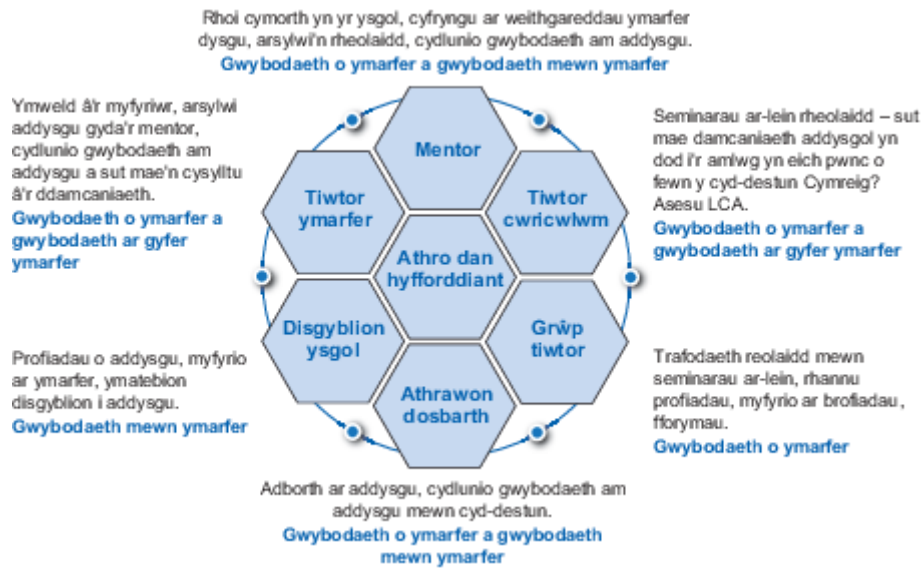 Rhoi cymorth yn yr ysgol, cyfryngu ar weithgareddau ymarfer
dysgu, arsylwi'n rheolaidd, cydlunio gwybodaeth am addysgu.
Gwybodaeth o ymarfer a gwybodaeth mewn ymarfer
Ymweld â'r myfyriwr, arsylwi
addysgu gyda'r mentor,
cydlunio gwybodaeth am
addysgu a sut mae'n cysylltu
â'r ddamcaniaeth.
Gwybodaeth o ymarfer a
gwybodaeth ar gyfer
ymarfer
Seminarau ar-lein rheolaidd – sut
mae damcaniaeth addysgol yn
dod i'r amlwg yn eich pwnc o
fewn y cyd-destun Cymreig?
Asesu LCA.
Gwybodaeth o ymarfer a
gwybodaeth ar gyfer ymarfer
Mentor
Tiwtor
ymarfer
Tiwtor
cwricwlwm
Athro dan
hyfforddiant
Disgyblion
ysgol
Grŵp
tiwtor
Athrawon
dosbarth
Profiadau o addysgu, myfyrio
ar ymarfer, ymatebion
disgyblion i addysgu.
Gwybodaeth mewn ymarfer
Trafodaeth reolaidd mewn
seminarau ar-lein, rhannu
profiadau, myfyrio ar brofiadau,
fforymau.
Gwybodaeth o ymarfer
Adborth ar addysgu, cydlunio gwybodaeth am
addysgu mewn cyd-destun.
Gwybodaeth o ymarfer a gwybodaeth
mewn ymarfer